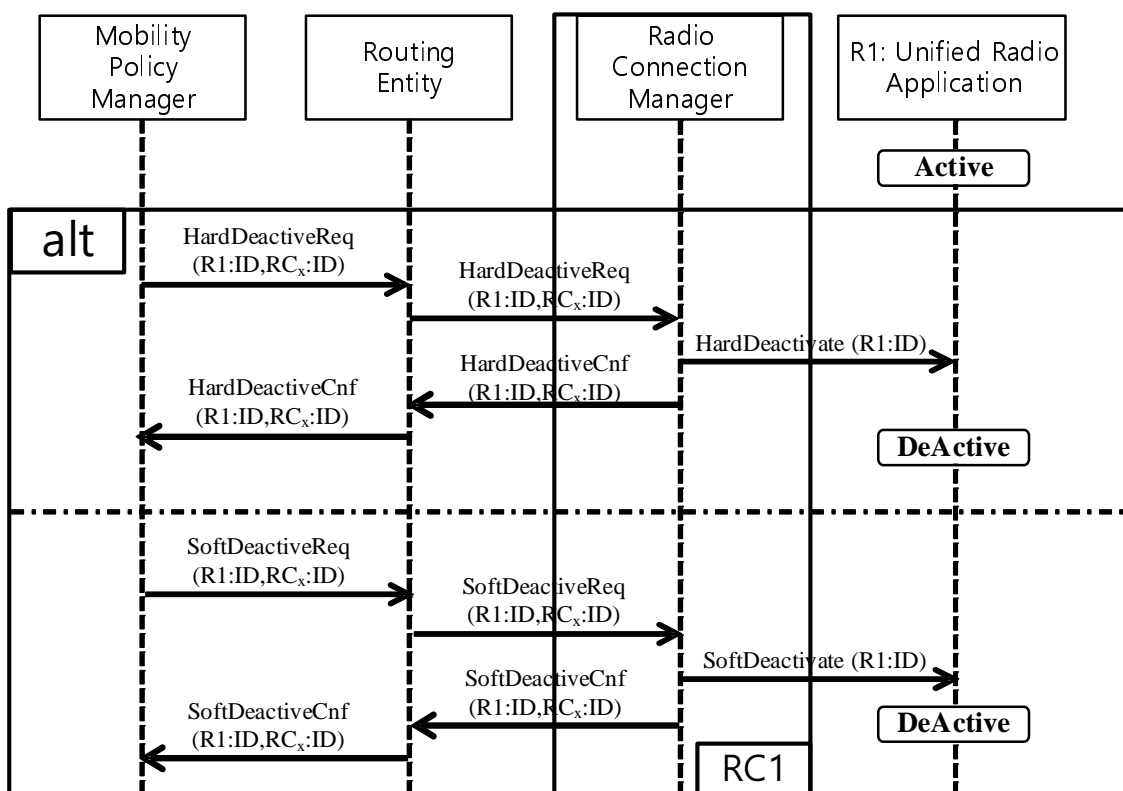 Mobility
Policy
Manager
Routing
Entity
Radio
Connection
Manager
R1: Unified Radio
Application
Active
alt
HardDeactiveReq
(R1:ID,RCx:ID)
HardDeactiveReq
(R1:ID,RCx:ID)
HardDeactivate (R1:ID)
HardDeactiveCnf
(R1:ID,RCx:ID)
HardDeactiveCnf
(R1:ID,RCx:ID)
DeActive
SoftDeactiveReq
(R1:ID,RCx:ID)
SoftDeactiveReq
(R1:ID,RCx:ID)
SoftDeactivate (R1:ID)
SoftDeactiveCnf
(R1:ID,RCx:ID)
SoftDeactiveCnf
(R1:ID,RCx:ID)
DeActive
RC1